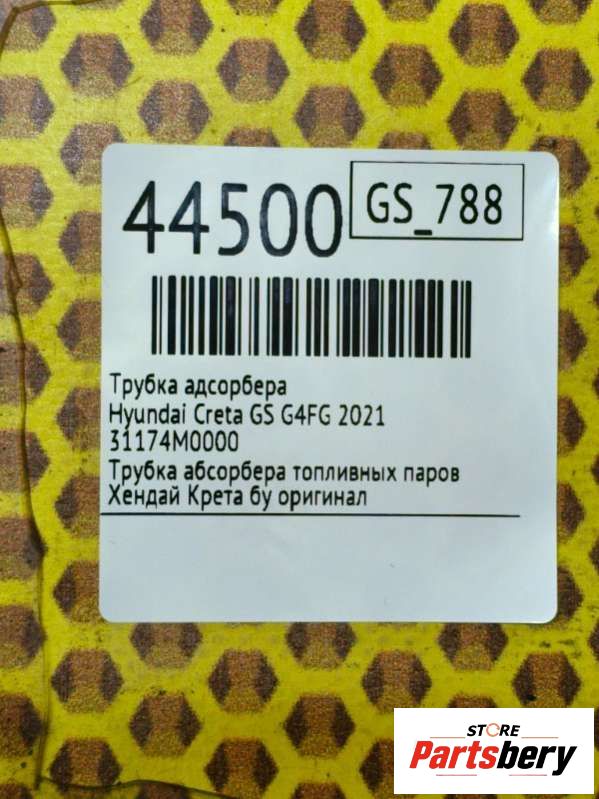 44500
GS_788
Трубка адсорбера
Hyundai Creta GS G4FG 2021
31174M0000
Трубка абсорбера топливных паров
Хендай Крета бу оригинал
STORE
Partsbery